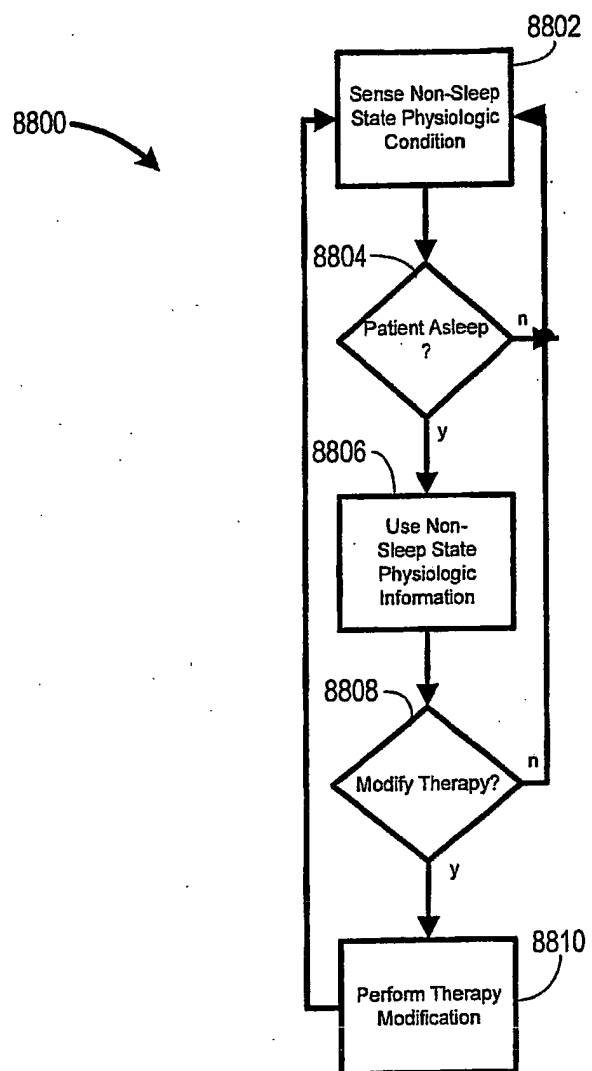 8802
Sense Non-Sleep
State Physiologic
Condition
8800
8804
Patient Asleep
?
n
y
8806
Use Non-
Sleep State
Physiologic
Information
8808
Modify Therapy?
n
y
8810
Perform Therapy
Modification